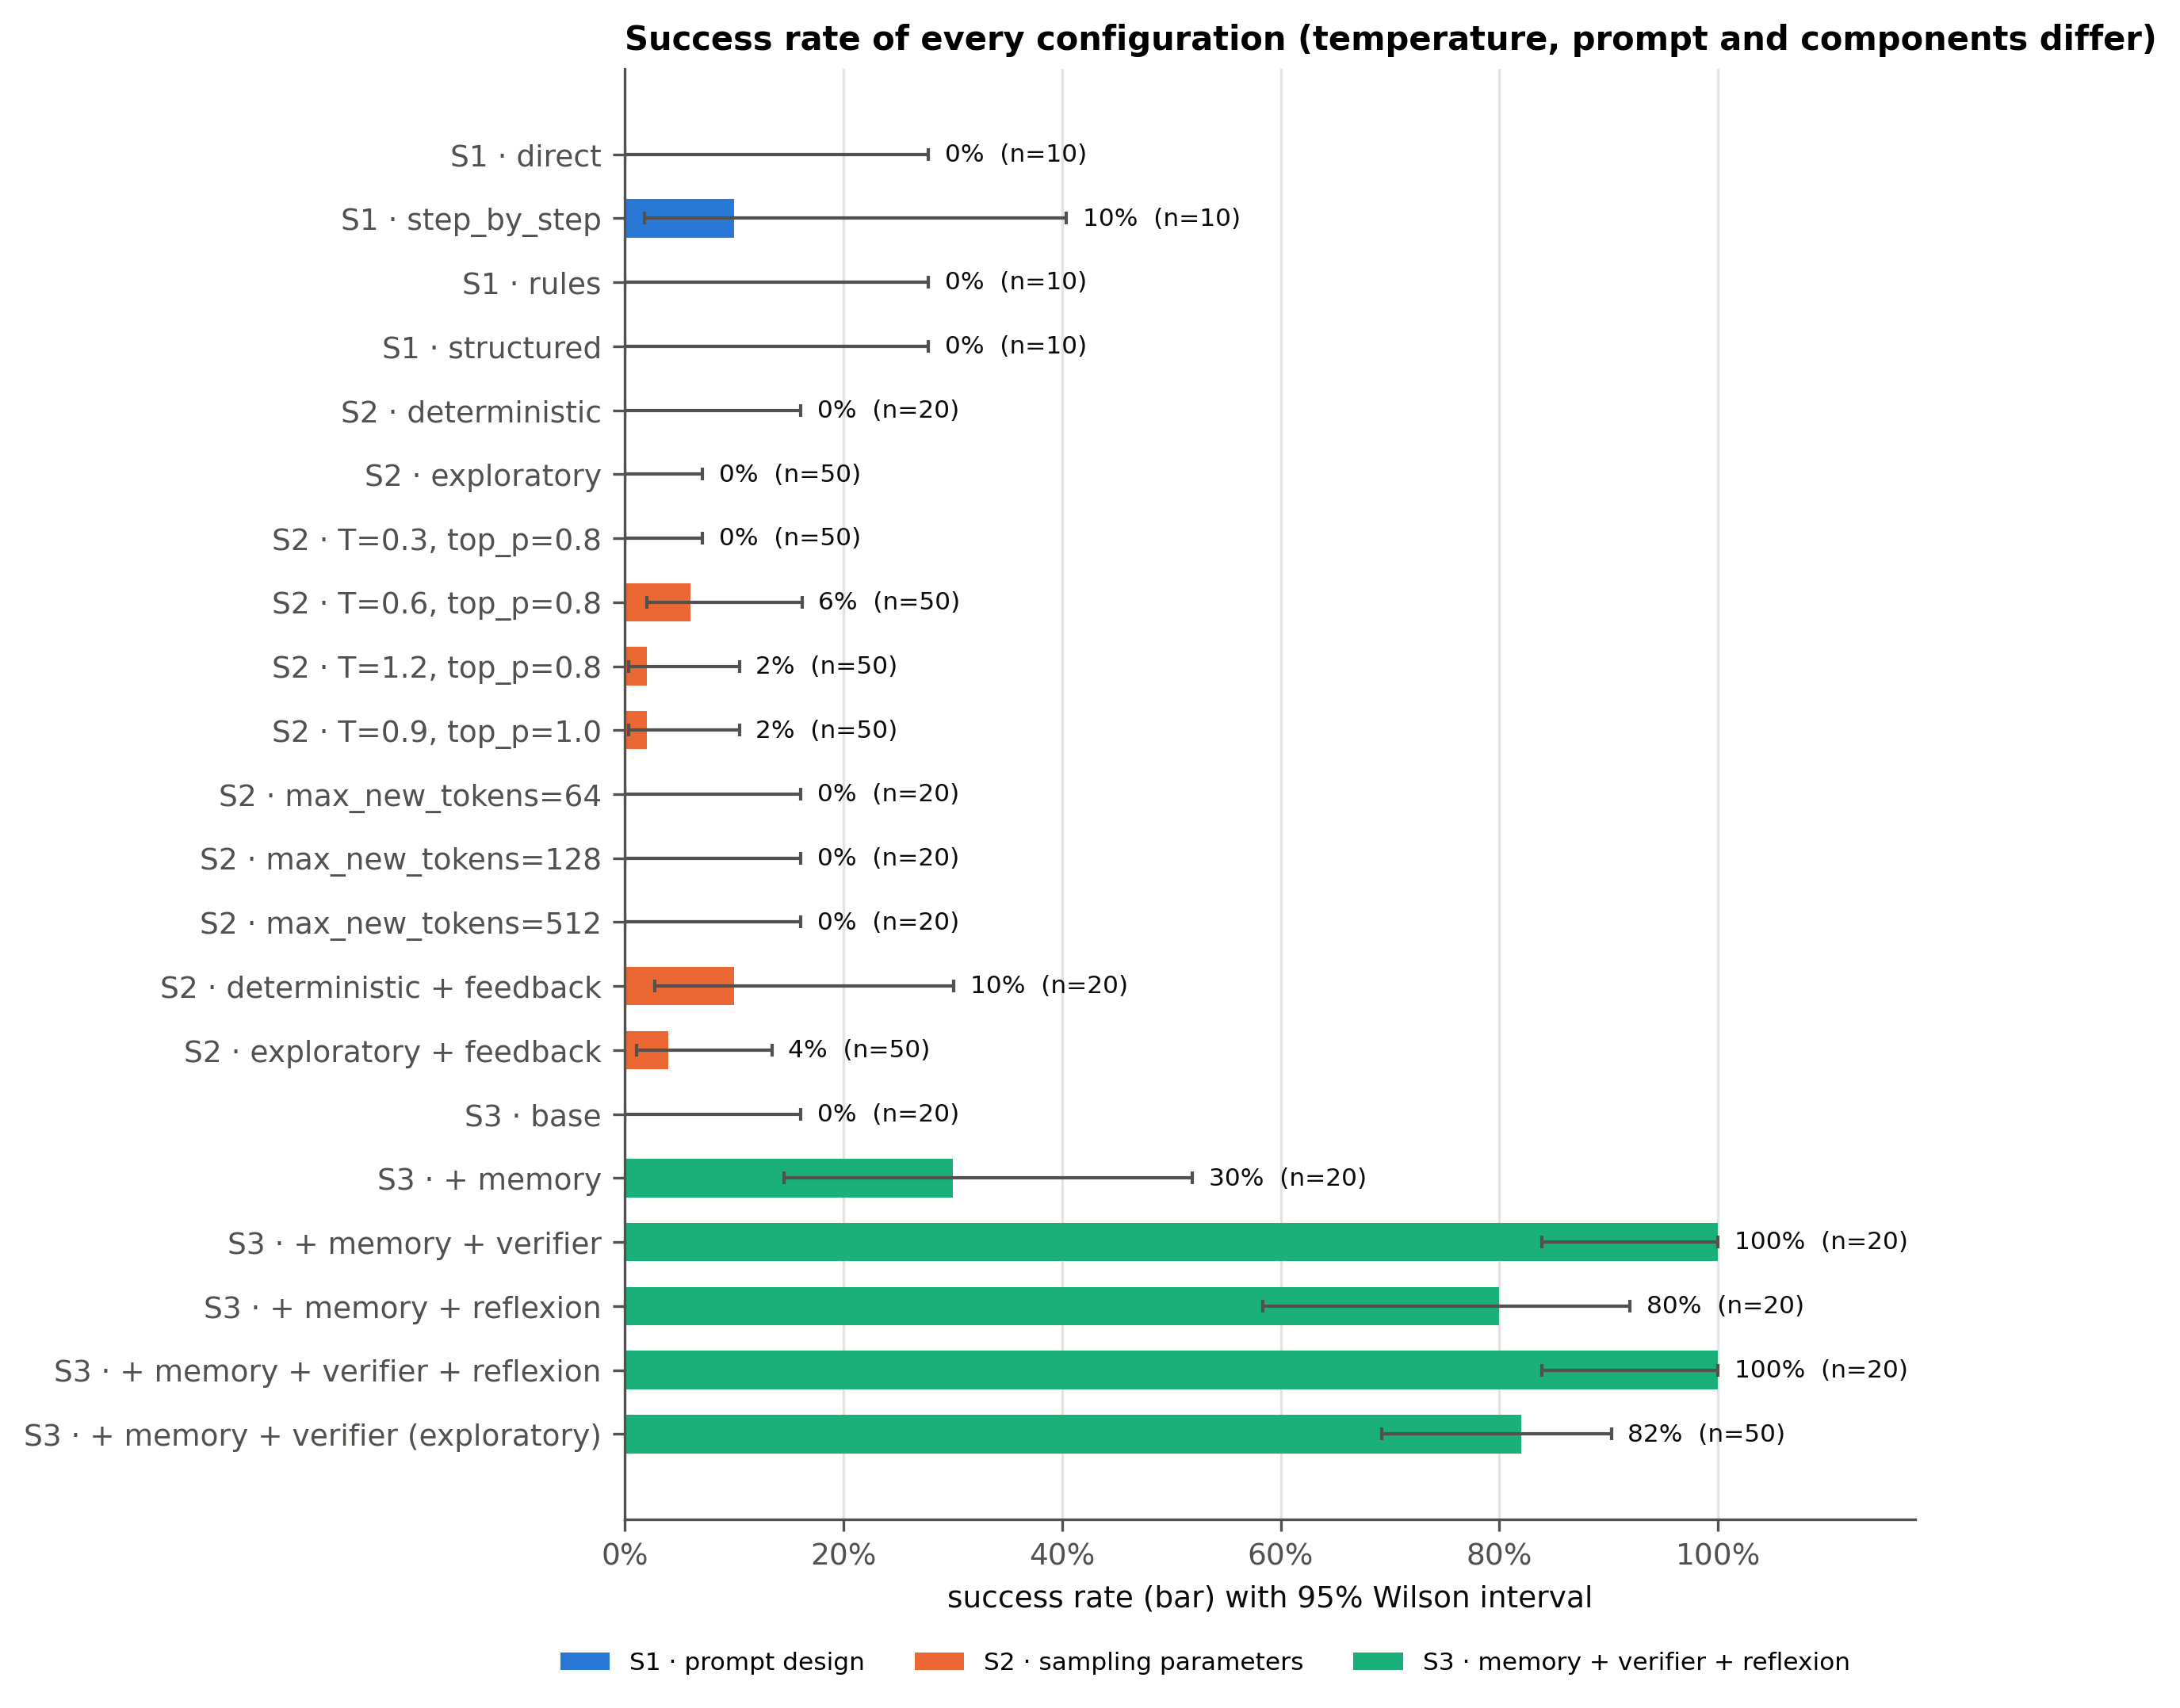 Success rate of every configuration (temperature, prompt and components differ)
S1 · direct 0% (n=10)
S1 · step_by_step 10% (n=10)
S1 · rules 0% (n=10)
S1 · structured 0% (n=10)
S2 · deterministic 0% (n=20)
S2 · exploratory 0% (n=50)
S2 · T=0.3, top_p=0.8 0% (n=50)
S2 · T=0.6, top_p=0.8 6% (n=50)
S2 · T=1.2, top_p=0.8 2% (n=50)
S2 · T=0.9, top_p=1.0 2% (n=50)
S2 · max_new_tokens=64 0% (n=20)
S2 · max_new_tokens=128 0% (n=20)
S2 · max_new_tokens=512 0% (n=20)
S2 · deterministic + feedback 10% (n=20)
S2 · exploratory + feedback 4% (n=50)
S3 · base 0% (n=20)
S3 · + memory 30% (n=20)
S3 · + memory + verifier 100% (n=20)
S3 · + memory + reflexion 80% (n=20)
S3 · + memory + verifier + reflexion 100% (n=20)
S3 · + memory + verifier (exploratory) 82% (n=50)
0% 20% 40% 60% 80% 100%
success rate (bar) with 95% Wilson interval
S1 · prompt design S2 · sampling parameters S3 · memory + verifier + reflexion